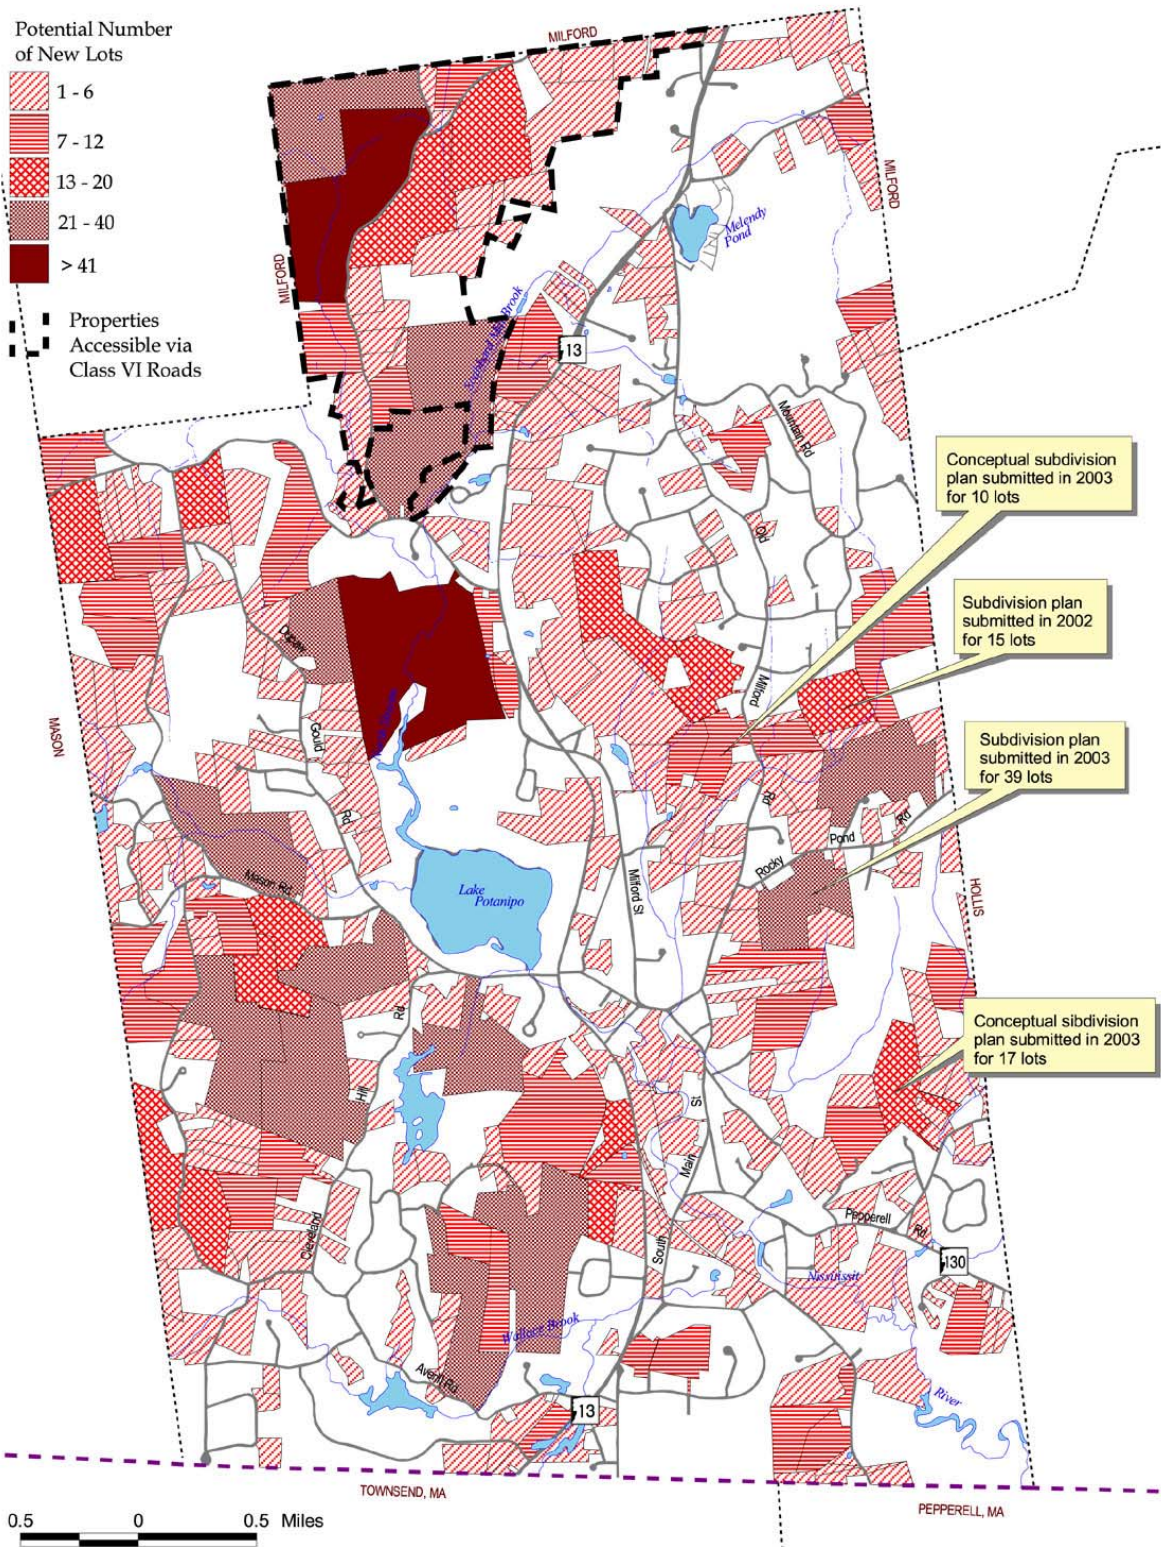 Potential Number
of New Lots
1 - 6
7 - 12
13 - 20
21 - 40
> 41
Properties
Accessible via
Class VI Roads
MILFORD
MILFORD
MILFORD
Melendy
Pond
Brook
13
Mountain Rd
Old
Milford
Rd
Conceptual subdivision
plan submitted in 2003
for 10 lots
Subdivision plan
submitted in 2002
for 15 lots
Subdivision plan
submitted in 2003
for 39 lots
MASON
Gould
Rd
Mason Rd
Lake
Potanipo
Milford St
Rocky
Pond
Rd
HOLLIS
Conceptual sibdivision
plan submitted in 2003
for 17 lots
Rd
Hill
Cleveland
Main
St
South
Pepperell
Rd
130
Nissitissit
River
Wallace Brook
Averill Rd
13
TOWNSEND, MA
PEPPERELL, MA
0.5
0
0.5 Miles